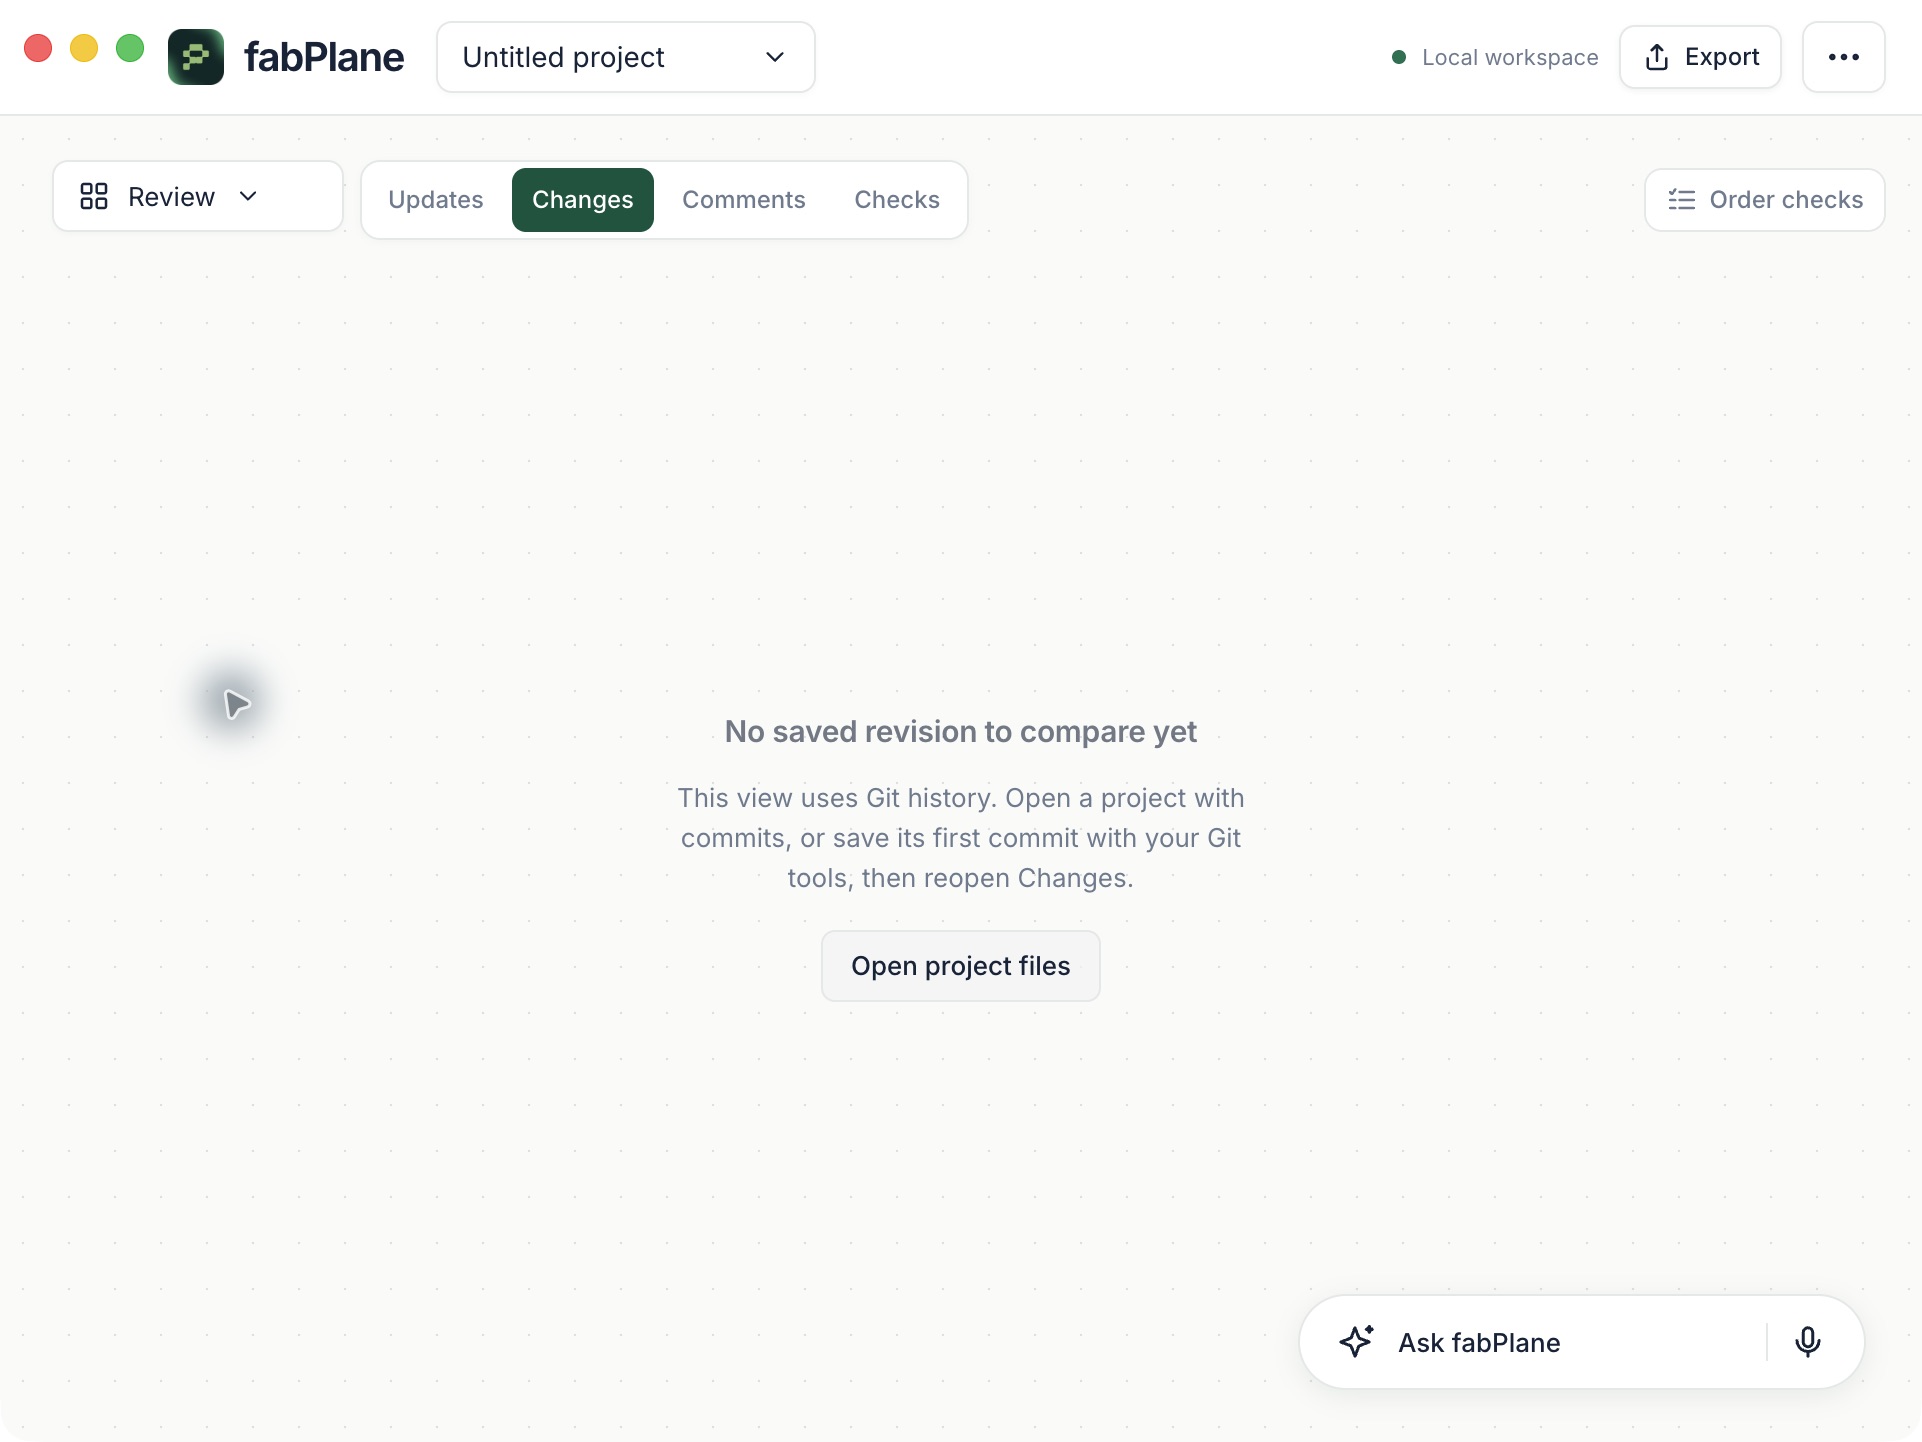 fabPlane
Untitled project
Local workspace
Export
Review
Updates
Changes
Comments
Checks
Order checks
No saved revision to compare yet
This view uses Git history. Open a project with
commits, or save its first commit with your Git
tools, then reopen Changes.
Open project files
Ask fabPlane